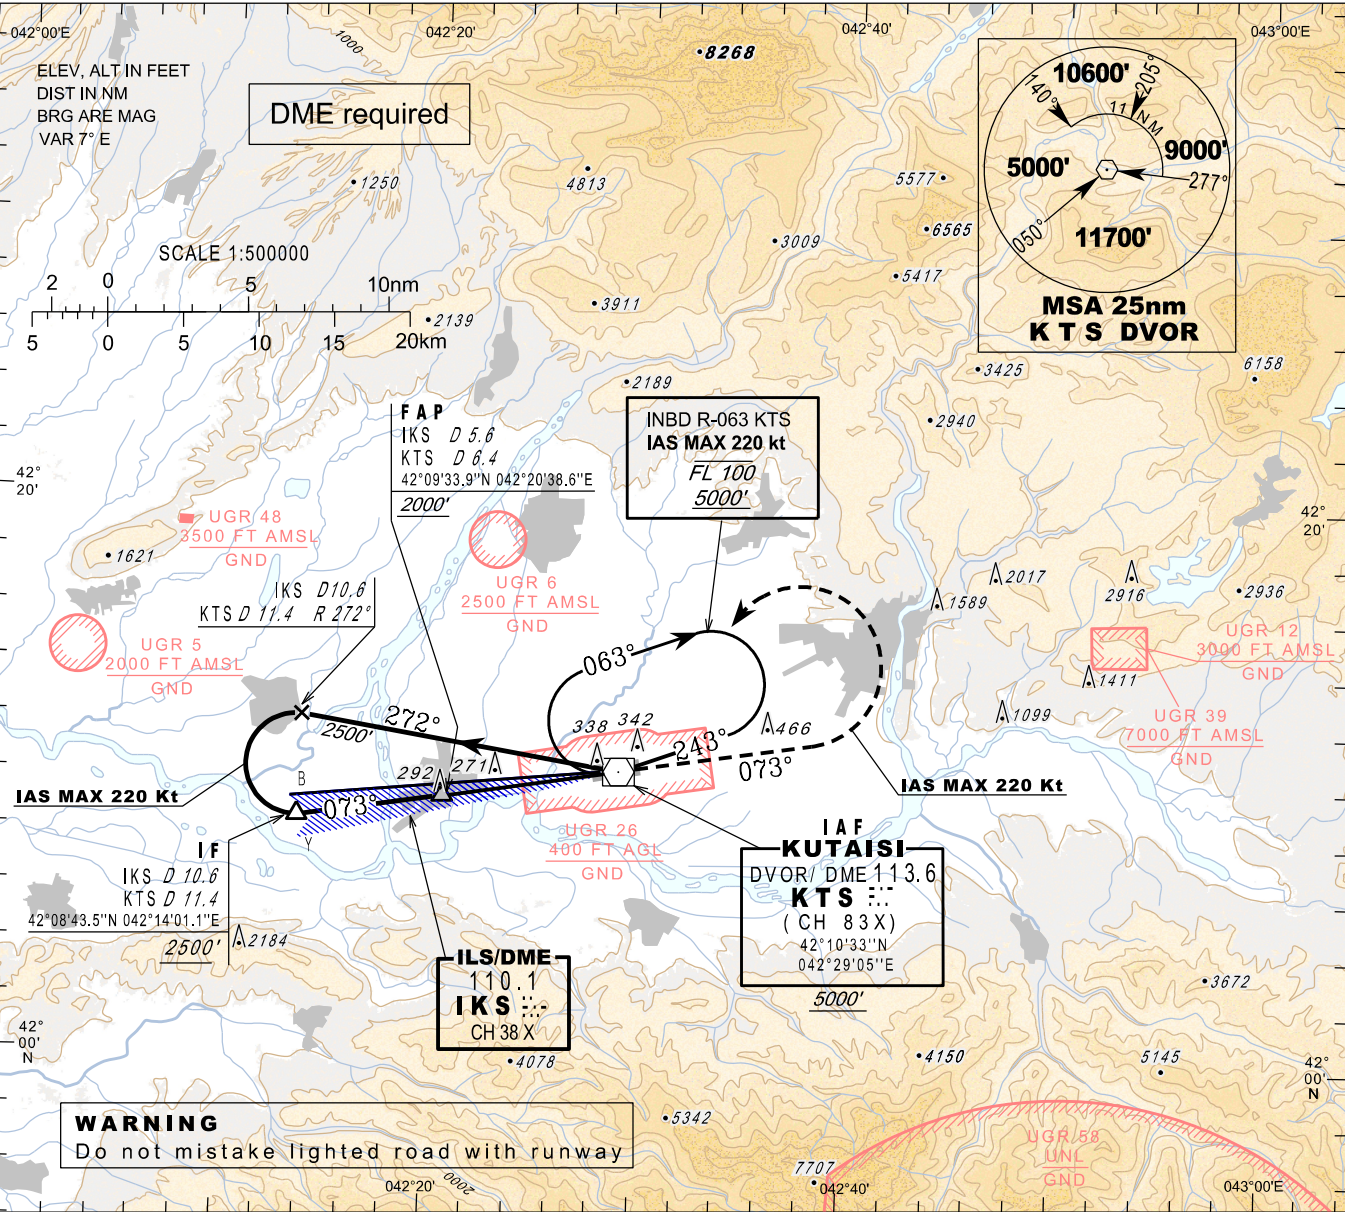 042°00'E
042°20'
042°40'
043°00'E
ELEV, ALT IN FEET
DIST IN NM
BRG ARE MAG
VAR 7° E
DME required
1000
8268
10600'
140°
205°
11 NM
5000'
9000'
277°
050°
11700'
MSA 25nm
K T S DVOR
1250
4813
5577
6565
3009
5417
3911
2139
SCALE 1:500000
2 0 5 10nm
5 0 5 10 15 20km
2189
3425
6158
2940
FAP
IKS D 5.6
KTS D 6.4
42°09'33.9"N 042°20'38.6"E
2000'
INBD R-063 KTS
IAS MAX 220 kt
FL 100
5000'
42°
20'
42°
20'
UGR 48
3500 FT AMSL
GND
1621
UGR 6
2500 FT AMSL
GND
IKS D10,6
KTS D 11.4 R 272°
UGR 5
2000 FT AMSL
GND
2017
1589
2916
2936
UGR 12
3000 FT AMSL
GND
1411
1099
UGR 39
7000 FT AMSL
GND
063°
272°
2500'
338
342
466
243°
073°
292
271
B
073°
Y
IAS MAX 220 Kt
IAS MAX 220 Kt
UGR 26
400 FT AGL
GND
IF
IKS D 10.6
KTS D 11.4
42°08'43.5"N 042°14'01.1"E
2500'
2184
IAF
KUTAISI
DVOR/ DME 113.6
KTS
( CH 83X)
42°10'33''N
042°29'05''E
5000'
ILS/DME
110.1
IKS
CH 38 X
3672
42°
00'
N
4078
4150
5145
42°
00'
N
5342
WARNING
Do not mistake lighted road with runway
UGR 58
UNL
GND
7707
2000
042°20'
042°40'
043°00'E